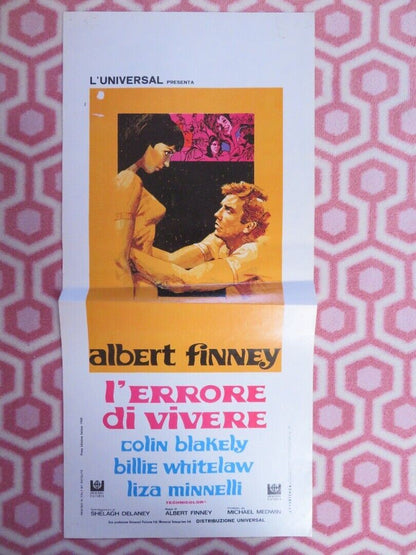 L'UNIVERSAL PRESENTA
albert finney
l'ERRORE
di vivere
colin blakely
billie whitelaw
liza minnelli
TECHNICOLOR
SHELAGH DELANEY
ALBERT FINNEY
MICHAEL MEDWIN
DISTRIBUZIONE UNIVERSAL